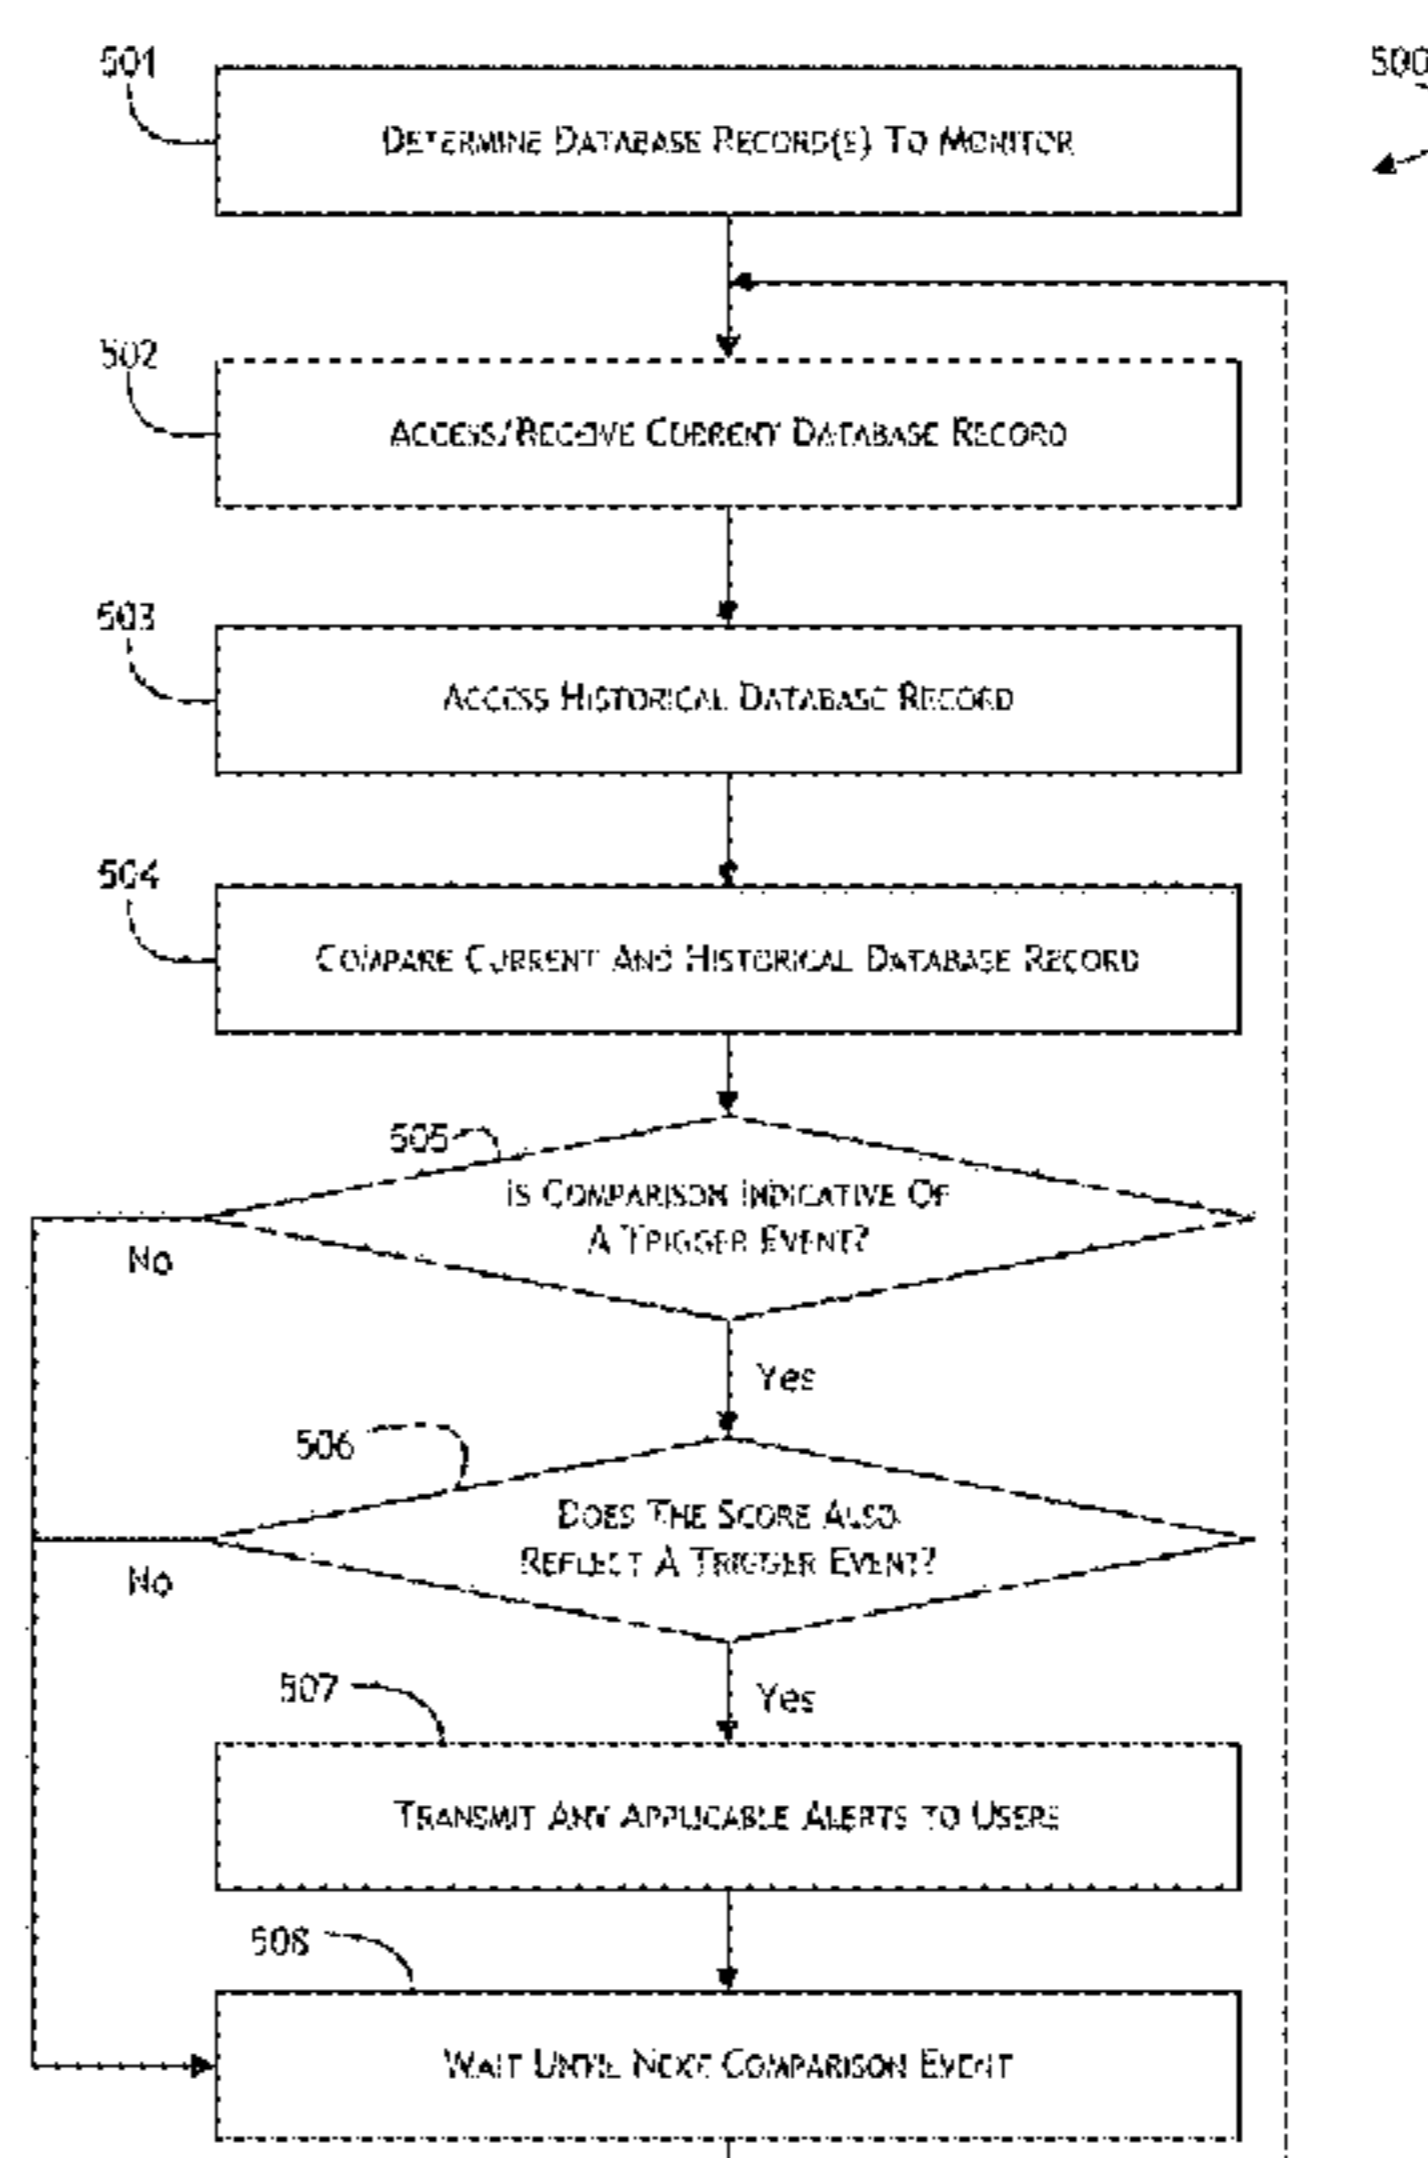 501
500
DETERMINE DATABASE RECORD(S) TO MONITOR
502
ACCESS/RECEIVE CURRENT DATABASE RECORD
503
ACCESS HISTORICAL DATABASE RECORD
504
COMPARE CURRENT AND HISTORICAL DATABASE RECORD
505
IS COMPARISON INDICATIVE OF
A TRIGGER EVENT?
No
Yes
506
DOES THE SCORE ALSO
REFLECT A TRIGGER EVENT?
No
507
Yes
TRANSMIT ANY APPLICABLE ALERTS TO USERS
508
WAIT UNTIL NEXT COMPARISON EVENT